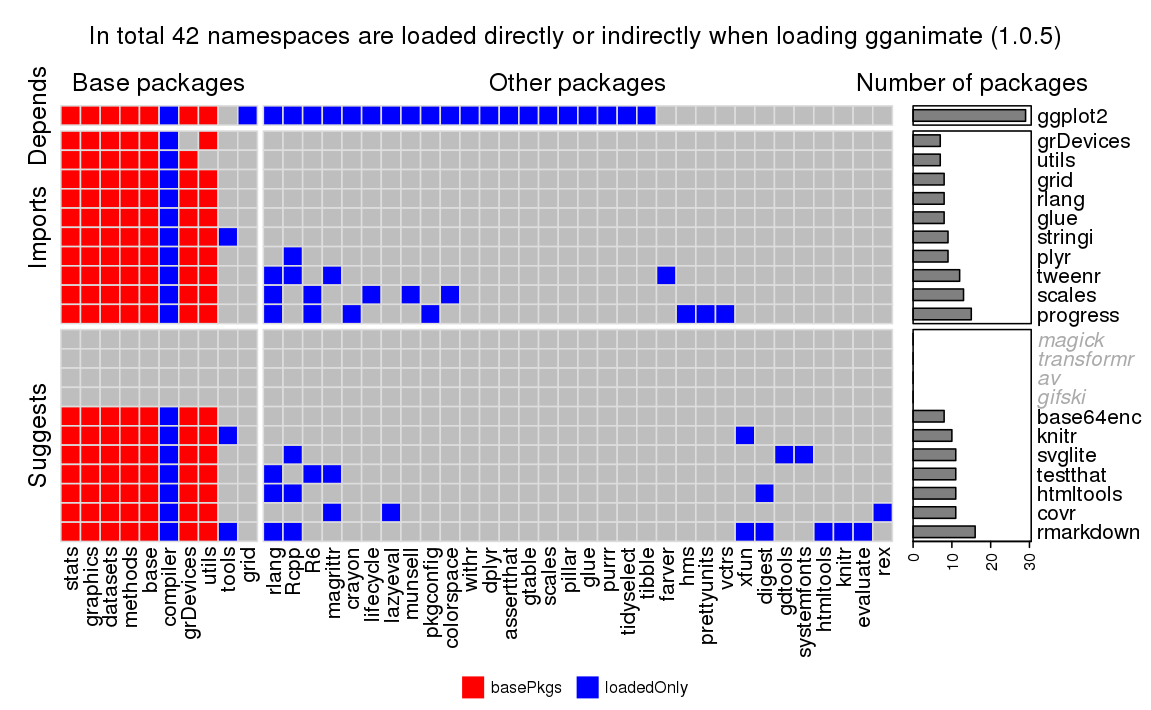 In total 42 namespaces are loaded directly or indirectly when loading gganimate (1.0.5)
Base packages
Other packages
Number of packages
Depends
Imports
Suggests
ggplot2
grDevices
utils
grid
rlang
glue
stringi
plyr
tweenr
scales
progress
magick
transformr
av
gifski
base64enc
knitr
svglite
testthat
htmltools
covr
rmarkdown
0
10
20
30
stats
graphics
datasets
methods
base
compiler
grDevices
utils
tools
grid
rlang
Rcpp
R6
magrittr
crayon
lifecycle
lazyeval
munsell
pkgconfig
colorspace
withr
dplyr
assertthat
gtable
scales
pillar
glue
purrr
tidyselect
tibble
farver
hms
prettyunits
vctrs
xfun
digest
gdtools
systemfonts
htmltools
knitr
evaluate
rex
basePkgs
loadedOnly